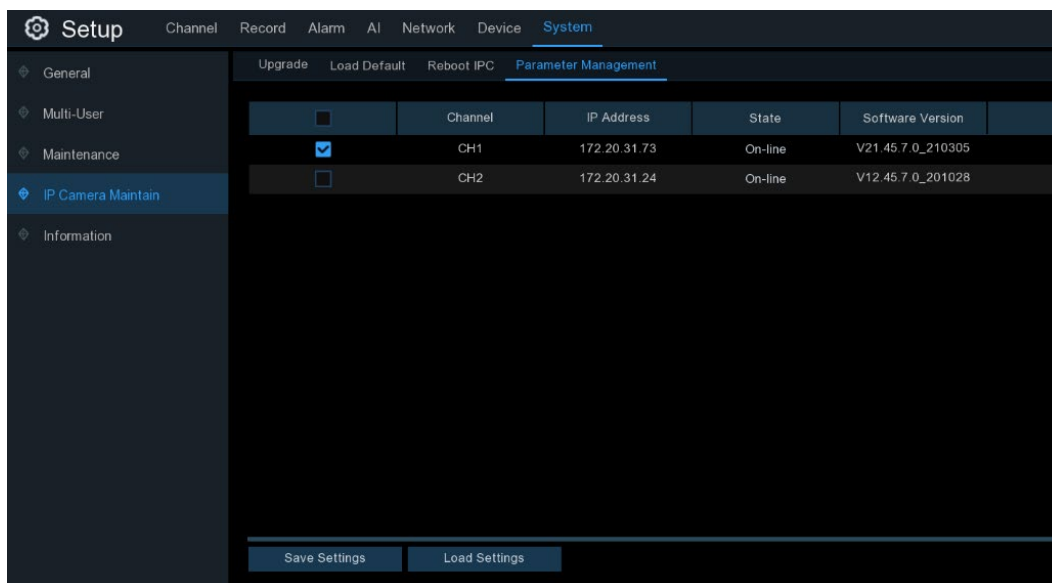 Setup Channel Record Alarm AI Network Device System
General
Multi-User
Maintenance
IP Camera Maintain
Information
Upgrade Load Default Reboot IPC Parameter Management
Channel IP Address State Software Version
CH1 172.20.31.73 On-line V21.45.7.0_210305
CH2 172.20.31.24 On-line V12.45.7.0_201028
Save Settings Load Settings